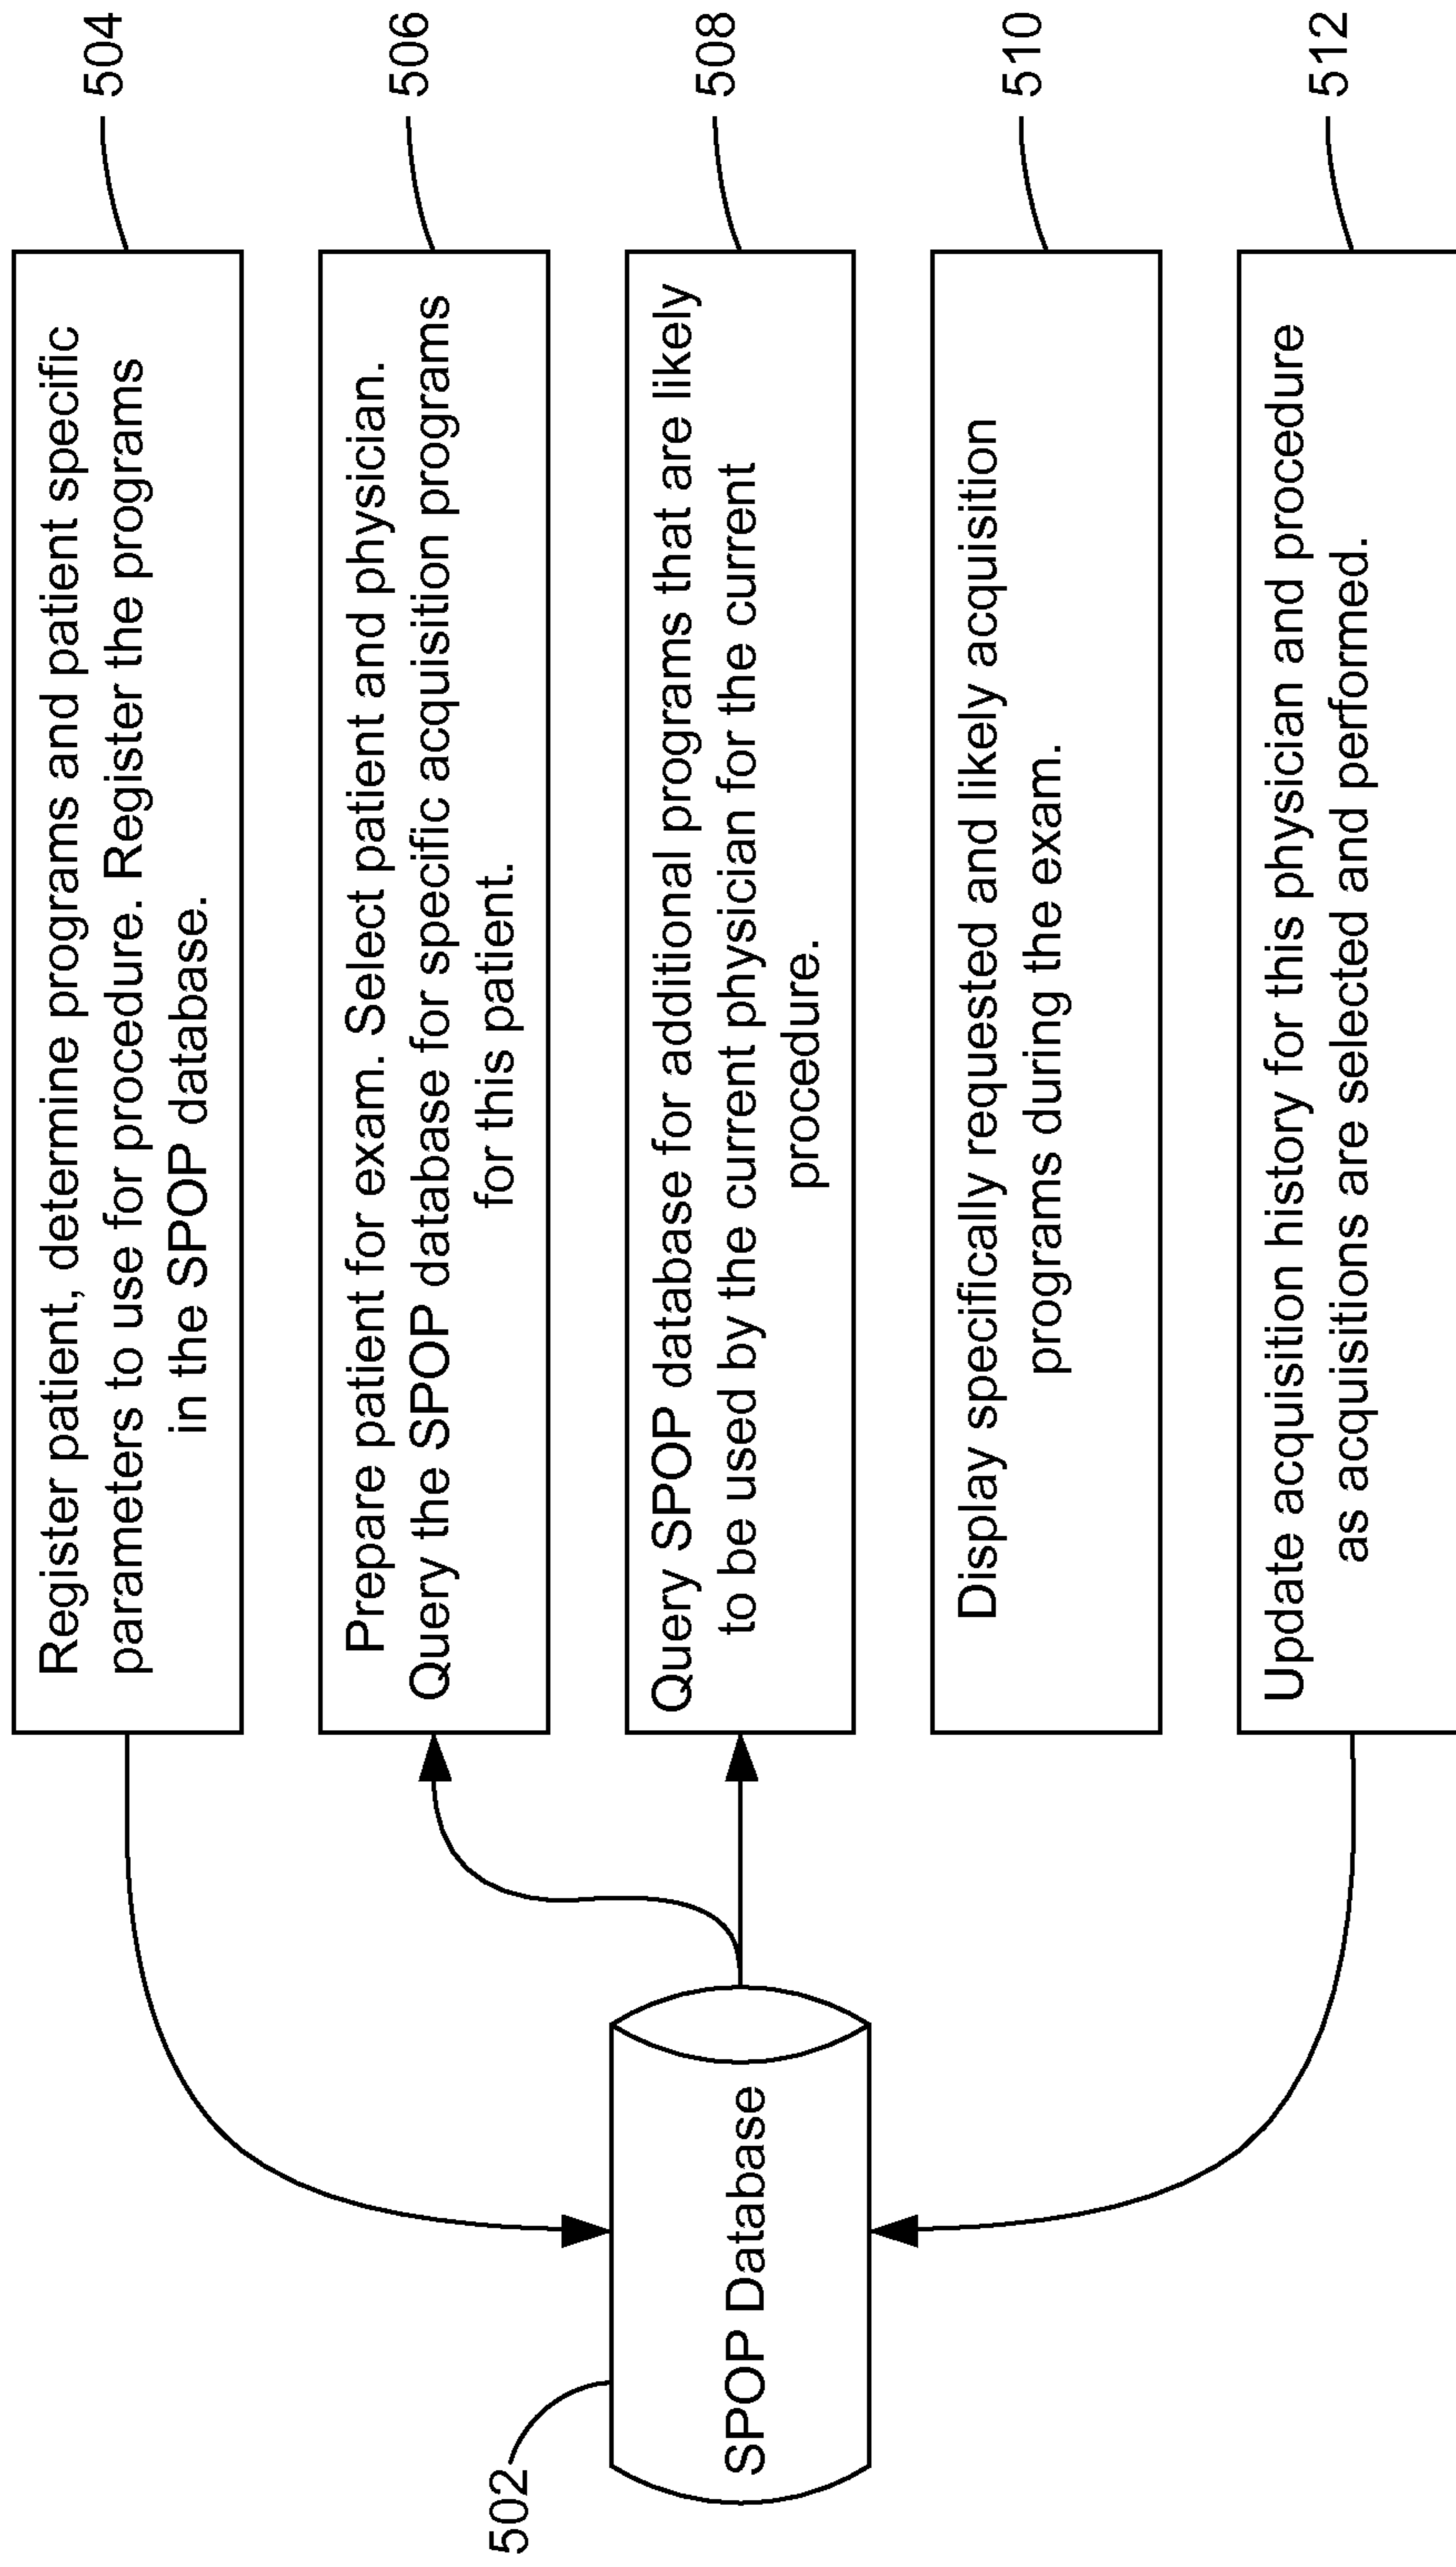 Register patient, determine programs and patient specific
parameters to use for procedure. Register the programs
in the SPOP database.
504
Prepare patient for exam. Select patient and physician.
Query the SPOP database for specific acquisition programs
for this patient.
506
502
SPOP Database
Query SPOP database for additional programs that are likely
to be used by the current physician for the current
procedure.
508
Display specifically requested and likely acquisition
programs during the exam.
510
Update acquisition history for this physician and procedure
as acquisitions are selected and performed.
512